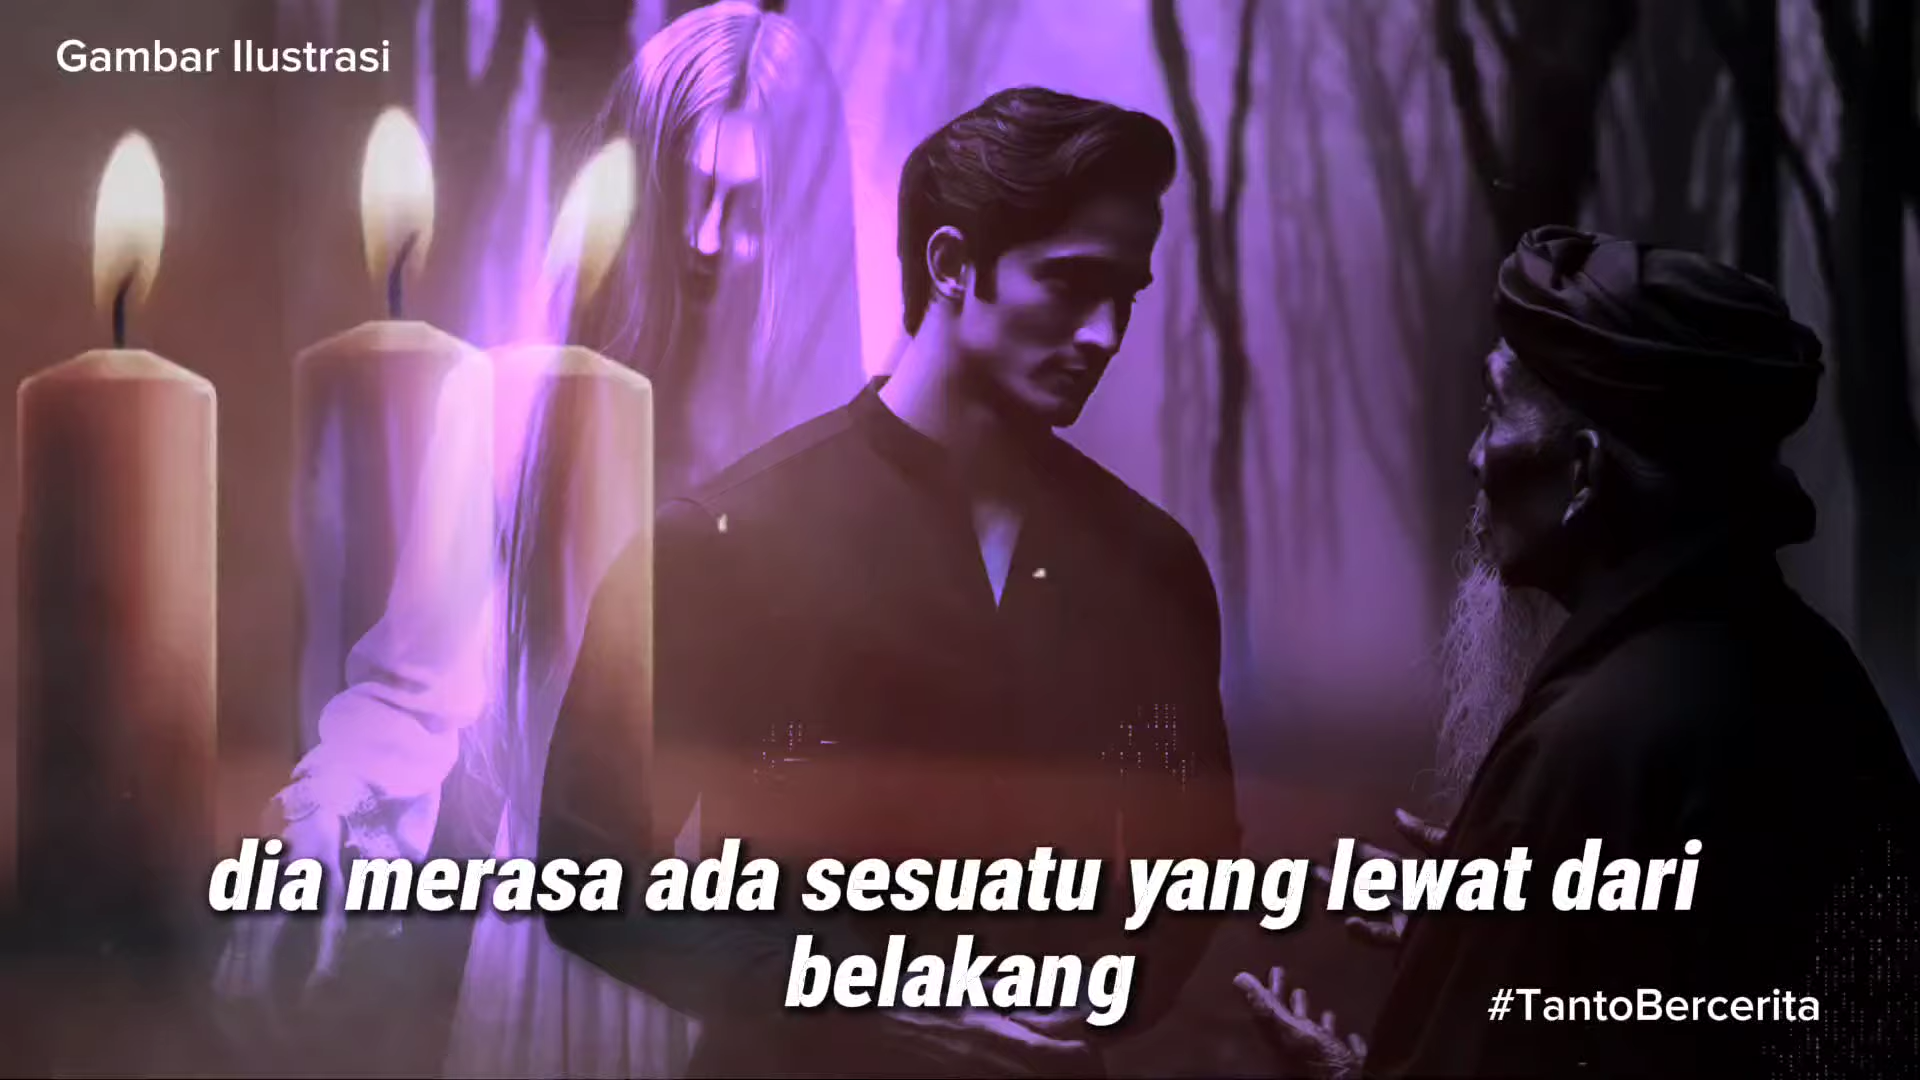 Gambar Ilustrasi
dia merasa ada sesuatu yang lewat dari
belakang
#TantoBercerita